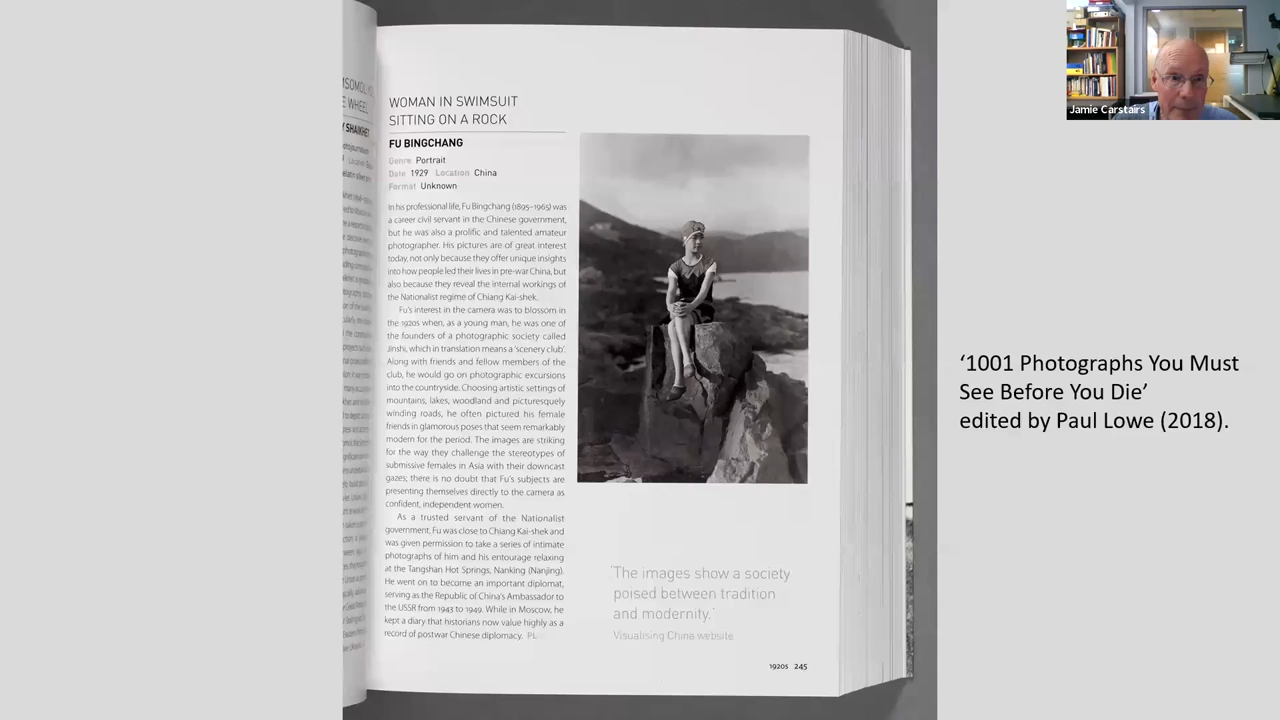 WOMAN IN SWIMSUIT
SITTING ON A ROCK
FU BINGCHANG
Genre Portrait
Date 1929 Location China
Format Unknown
In his professional life, Fu Bingchang (1895–1965) was
a career civil servant in the Chinese government,
but he was also a prolific and talented amateur
photographer. His pictures are of great interest
today, not only because they offer unique insights
into how people led their lives in pre-war China, but
also because they reveal the internal workings of
the Nationalist regime of Chiang Kai-shek.
Fu's interest in the camera was to blossom in
the 1920s when, as a young man, he was one of
the founders of a photographic society called
Jinshi, which in translation means a 'scenery club'.
Along with friends and fellow members of the
club, he would go on photographic excursions
into the countryside. Choosing artistic settings of
mountains, lakes, woodland and picturesquely
winding roads, he often pictured his female
friends in glamorous poses that seem remarkably
modern for the period. The images are striking
for the way they challenge the stereotypes of
submissive females in Asia with their downcast
gazes; there is no doubt that Fu's subjects are
presenting themselves directly to the camera as
confident, independent women.
As a trusted servant of the Nationalist
government, Fu was close to Chiang Kai-shek and
was given permission to take a series of intimate
photographs of him and his entourage relaxing
at the Tangshan Hot Springs, Nanking (Nanjing).
He went on to become an important diplomat,
serving as the Republic of China's Ambassador to
the USSR from 1943 to 1949. While in Moscow, he
kept a diary that historians now value highly as a
record of postwar Chinese diplomacy. PL
'The images show a society
poised between tradition
and modernity.'
Visualising China website
1920s 245
Jamie Carstairs
'1001 Photographs You Must
See Before You Die'
edited by Paul Lowe (2018).